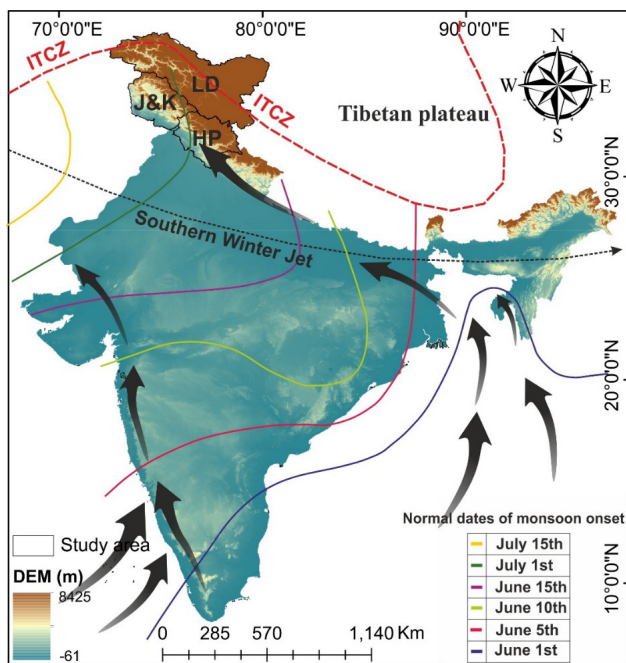 70°0'0"E
80°0'0"E
90°0'0"E
ITCZ
LD
J&K
ITCZ
HP
Tibetan plateau
N
W
E
S
30°0'0"N
Southern Winter Jet
20°0'0"N
Normal dates of monsoon onset
July 15th
July 1st
June 15th
June 10th
June 5th
June 1st
10°0'0"N
Study area
DEM (m)
8425
-61
0 285 570 1,140 Km